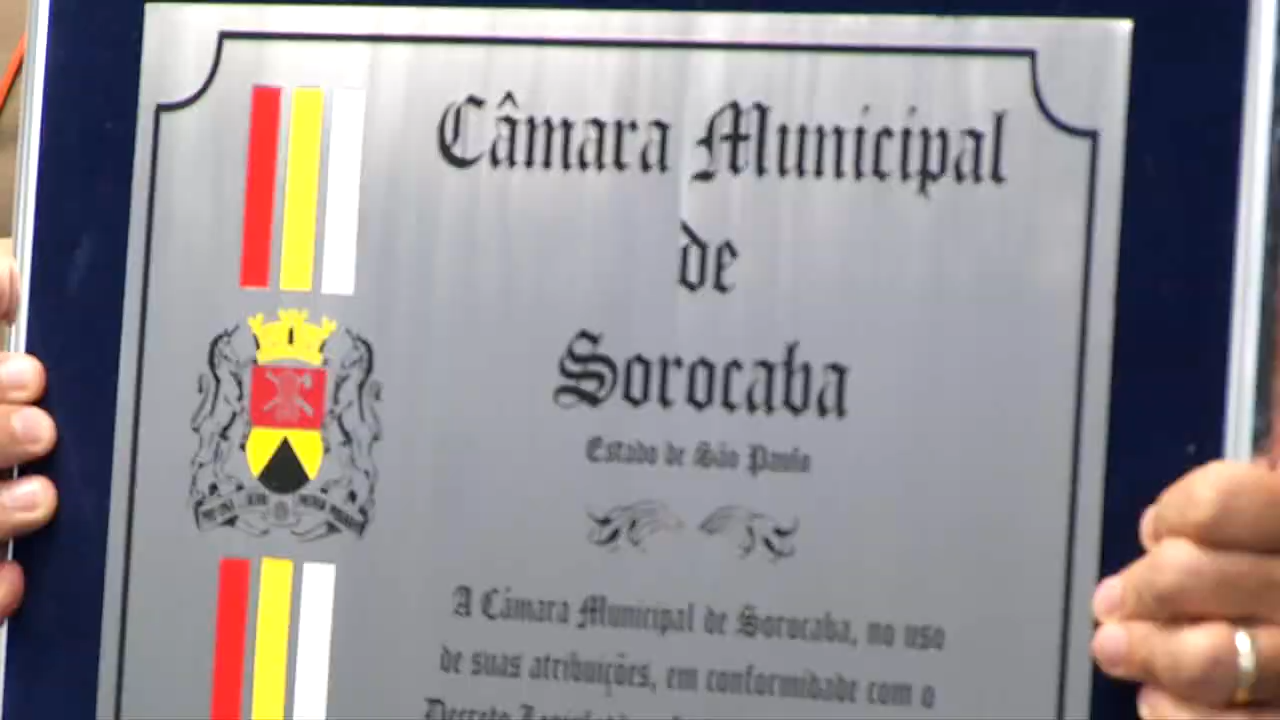 Câmara Municipal
de
Sorocaba
Estado de São Paulo
A Câmara Municipal de Sorocaba, no uso
de suas atribuições, em conformidade com o
Decreto